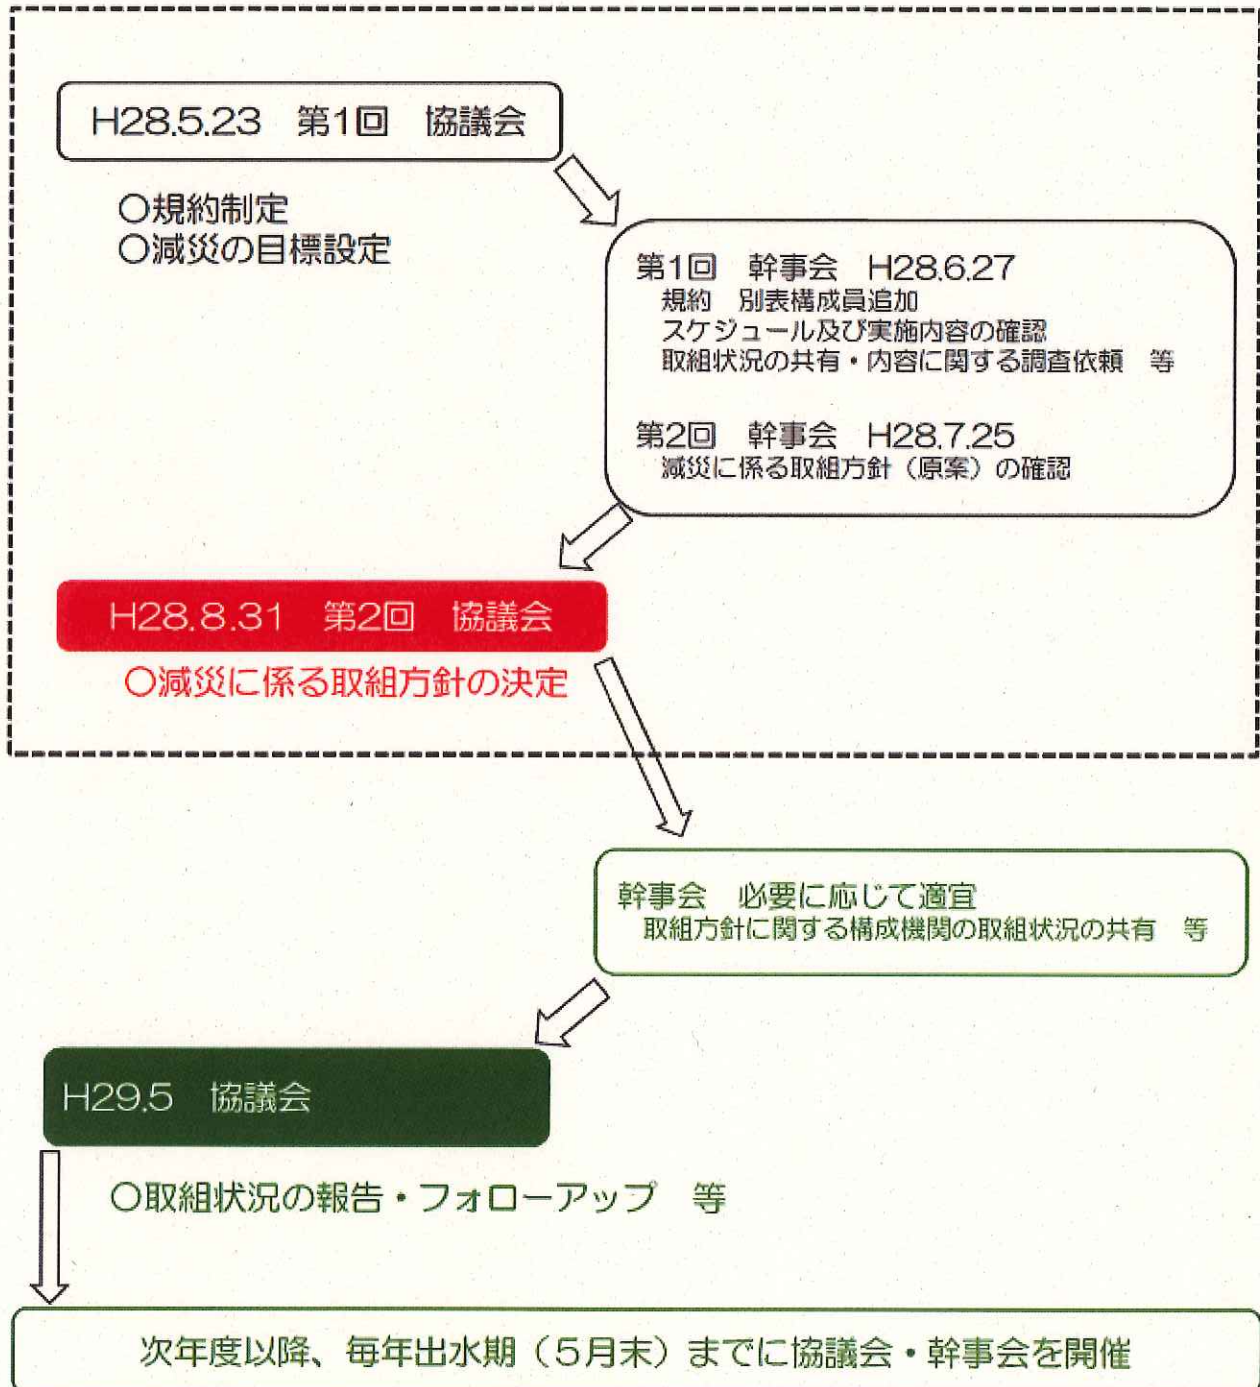 H28.5.23　第1回　協議会
○規約制定
○減災の目標設定
第1回　幹事会　H28.6.27
規約　別表構成員追加
スケジュール及び実施内容の確認
取組状況の共有・内容に関する調査依頼　等
第2回　幹事会　H28.7.25
減災に係る取組方針（原案）の確認
H28.8.31　第2回　協議会
○減災に係る取組方針の決定
幹事会　必要に応じて適宜
取組方針に関する構成機関の取組状況の共有　等
H29.5　協議会
○取組状況の報告・フォローアップ　等
次年度以降、毎年出水期（５月末）までに協議会・幹事会を開催